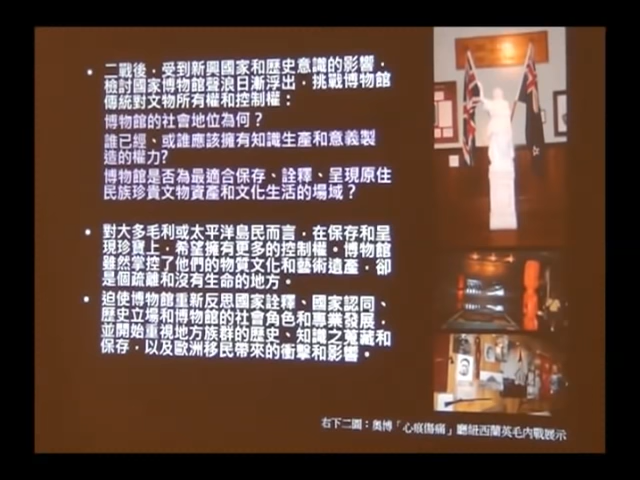 • 二戰後，受到新興國家和歷史意識的影響，
檢討國家博物館聲浪日漸浮出，挑戰博物館
傳統對文物所有權和控制權：
博物館的社會地位為何？
誰已經、或誰應該擁有知識生產和意義製
造的權力?
博物館是否為最適合保存、詮釋、呈現原住
民族珍貴文物資產和文化生活的場域？
• 對大多毛利或太平洋島民而言，在保存和呈
現珍寶上，希望擁有更多的控制權。博物館
雖然掌控了他們的物質文化和藝術遺產，卻
是個疏離和沒有生命的地方。
• 迫使博物館重新反思國家詮釋、國家認同、
歷史立場和博物館的社會角色和專業發展，
並開始重視地方族群的歷史、知識之蒐藏和
保存，以及歐洲移民帶來的衝擊和影響。
右下二圖：奧博「心痕傷痛」廳紐西蘭英毛內戰展示